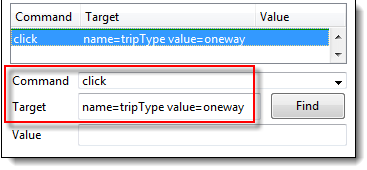 Command Target Value
click name=tripType value=oneway
Command click
Target name=tripType value=oneway Find
Value